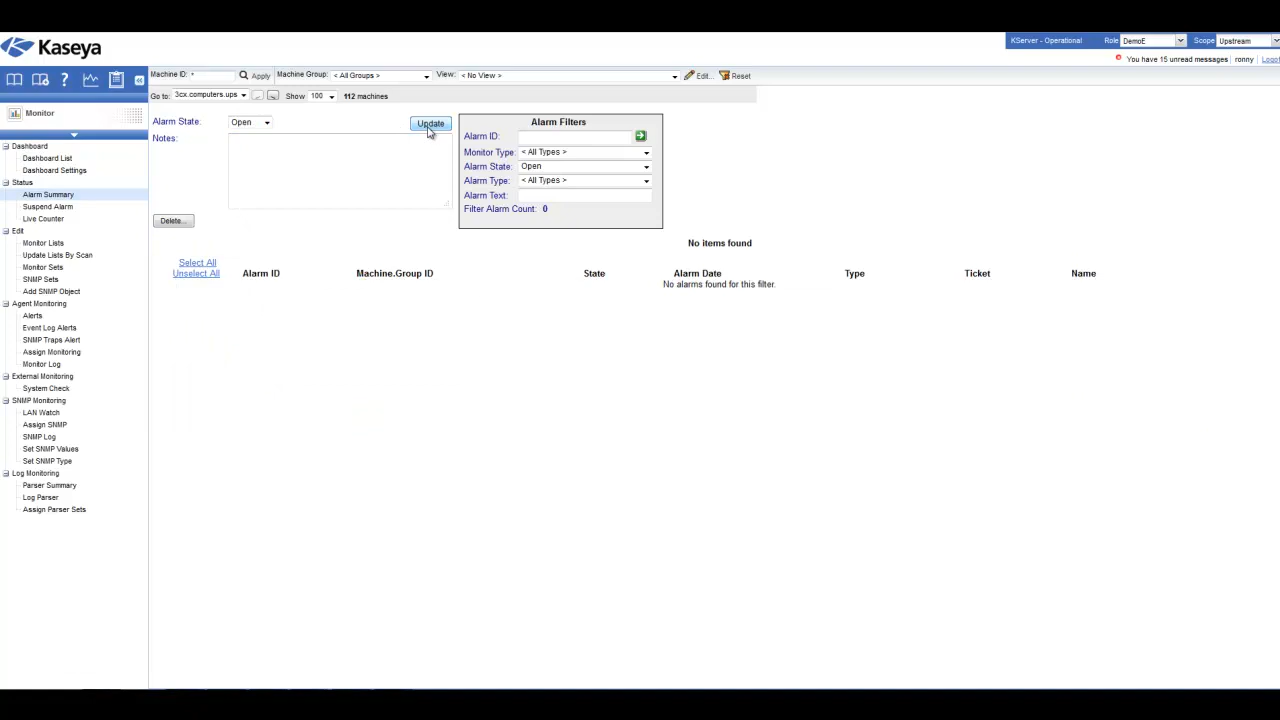 Kaseya
KServer - Operational Role DemoE Scope Upstream
You have 15 unread messages ronny
Machine ID: * Apply Machine Group: < All Groups > View: < No View > Edit... Reset
Go to: 3cx.computers.ups ... Show 100 112 machines
Monitor
Dashboard
Dashboard List
Dashboard Settings
Status
Alarm Summary
Suspend Alarm
Live Counter
Edit
Monitor Lists
Update Lists By Scan
Monitor Sets
SNMP Sets
Add SNMP Object
Agent Monitoring
Alerts
Event Log Alerts
SNMP Traps Alert
Assign Monitoring
Monitor Log
External Monitoring
System Check
SNMP Monitoring
LAN Watch
Assign SNMP
SNMP Log
Set SNMP Values
Set SNMP Type
Log Monitoring
Parser Summary
Log Parser
Assign Parser Sets
Alarm State: Open Update
Notes:
Delete...
Alarm Filters
Alarm ID:
Monitor Type: < All Types >
Alarm State: Open
Alarm Type: < All Types >
Alarm Text:
Filter Alarm Count: 0
No items found
Select All
Unselect All Alarm ID Machine.Group ID State Alarm Date Type Ticket Name
No alarms found for this filter.